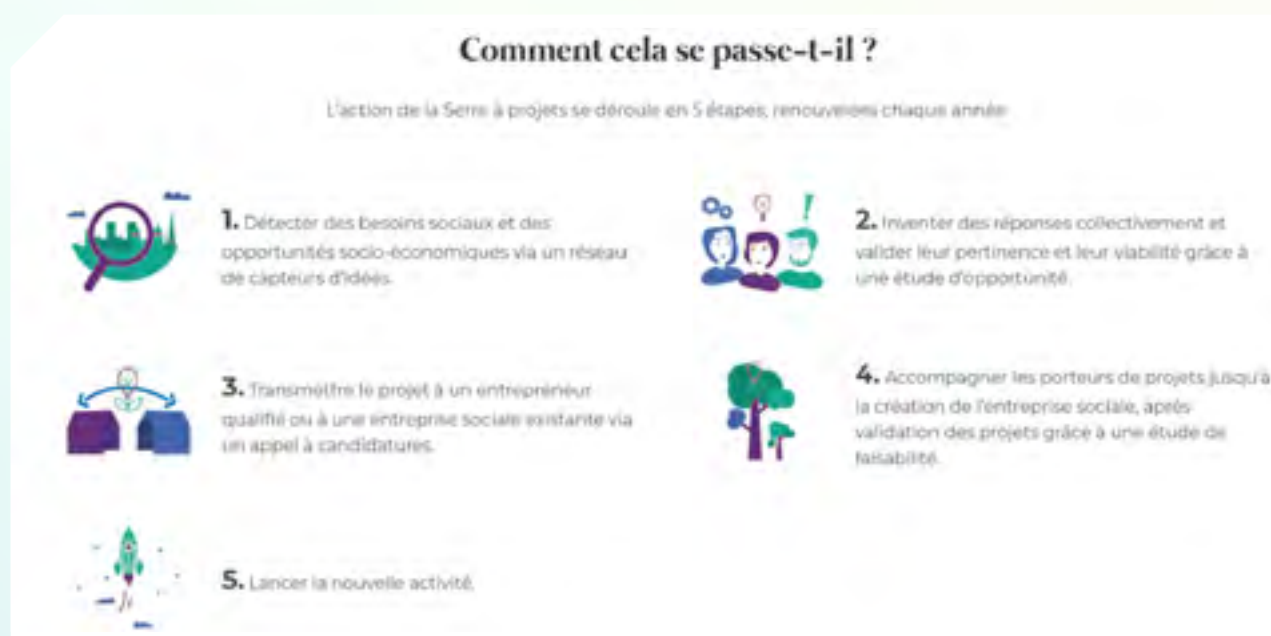 Comment cela se passe-t-il ?
L'action de la Serre à projets se déroule en 5 étapes, renouvelées chaque année
1. Détecter des besoins sociaux et des
opportunités socio-économiques via un réseau
de capteurs d'idées.
2. Inventer des réponses collectivement et
valider leur pertinence et leur viabilité grâce à
une étude d'opportunité.
3. Transmettre le projet à un entrepreneur
qualifié ou à une entreprise sociale existante via
un appel à candidatures.
4. Accompagner les porteurs de projets jusqu'à
la création de l'entreprise sociale, après
validation des projets grâce à une étude de
faisabilité.
5. Lancer la nouvelle activité.